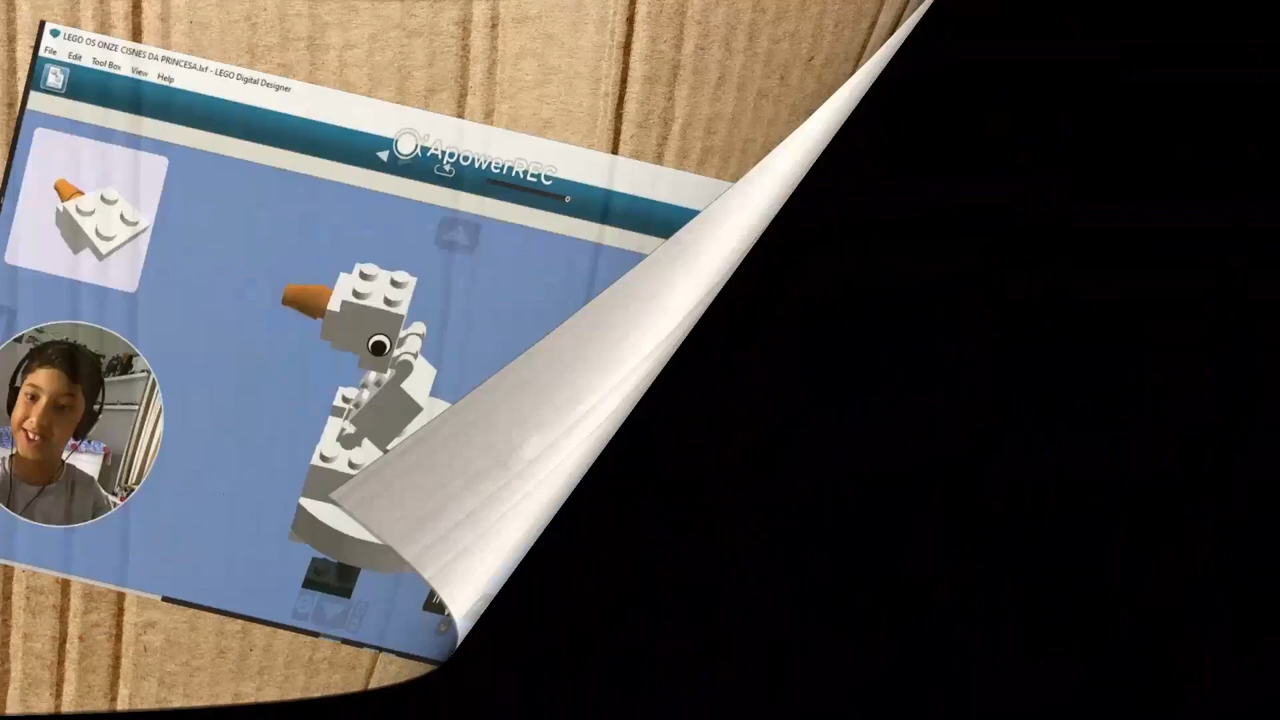 LEGO OS ONZE CISNES DA PRINCESA.lxf - LEGO Digital Designer
File Edit Tool Box View Help
ApowerREC